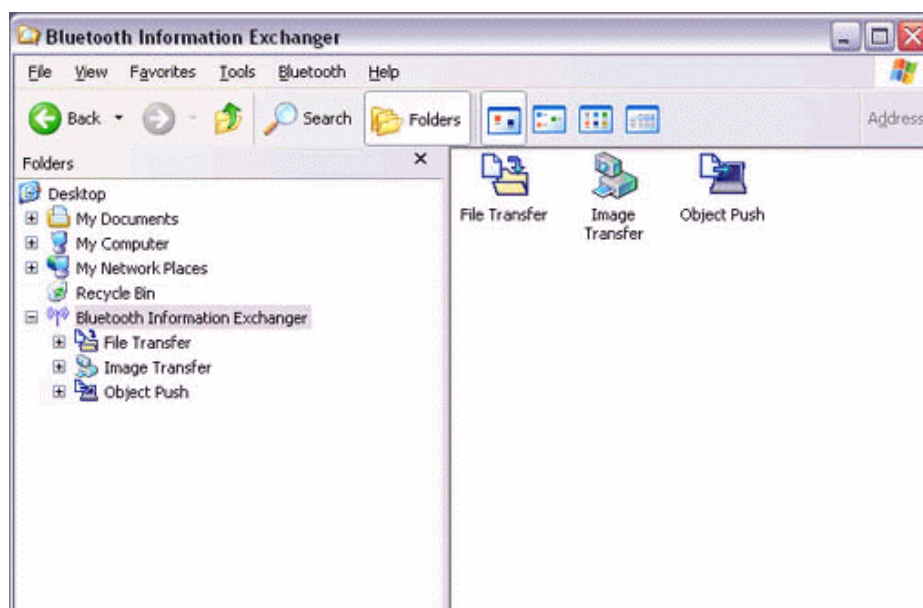 Bluetooth Information Exchanger
File View Favorites Tools Bluetooth Help
Back Search Folders Address
Folders
Desktop
My Documents
My Computer
My Network Places
Recycle Bin
Bluetooth Information Exchanger
File Transfer
Image Transfer
Object Push
File Transfer
Image
Transfer
Object Push